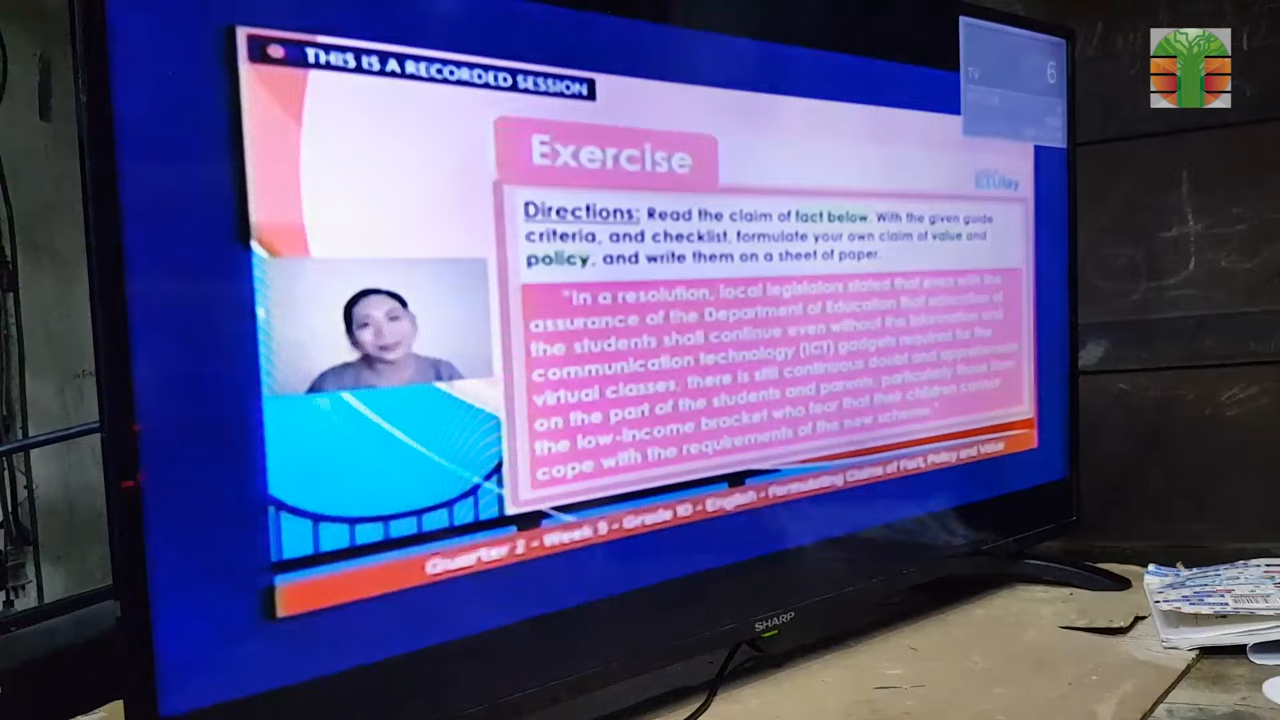 THIS IS A RECORDED SESSION
TV 6
Exercise
ETUlay
Directions: Read the claim of fact below. With the given guide
criteria, and checklist, formulate your own claim of value and
policy, and write them on a sheet of paper.
"In a resolution, local legislators stated that even with the
assurance of the Department of Education that education of
the students shall continue even without the information and
communication technology (ICT) gadgets required for the
virtual classes, there is still continuous doubt and apprehension
on the part of the students and parents, particularly those from
the low-income bracket who fear that their children cannot
cope with the requirements of the new scheme."
Quarter 2 - Week 9 - Grade 10 - English - Formulating Claims of Fact, Policy and Value
SHARP